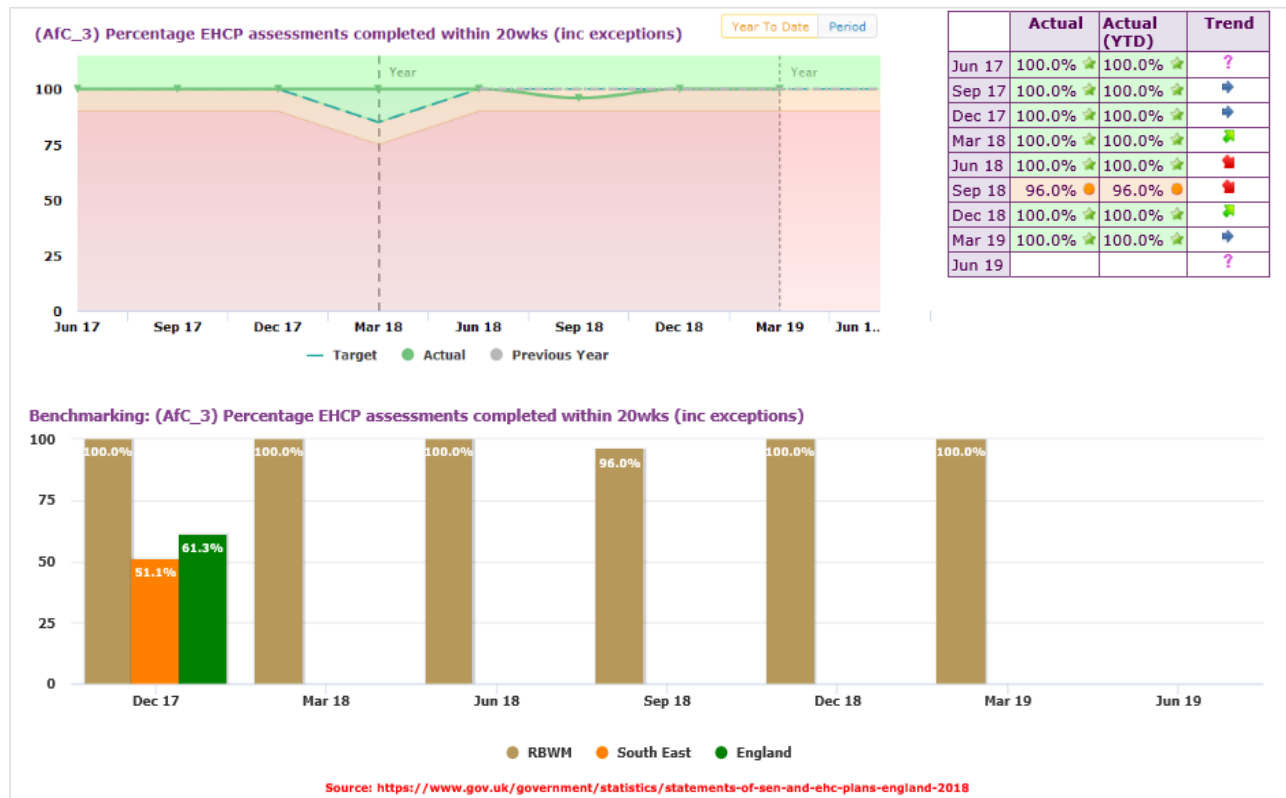 (AfC_3) Percentage EHCP assessments completed within 20wks (inc exceptions)
Year To Date Period
Year Year
100
75
50
25
0
Jun 17 Sep 17 Dec 17 Mar 18 Jun 18 Sep 18 Dec 18 Mar 19 Jun 1..
Target Actual Previous Year
Actual Actual (YTD) Trend
Jun 17 100.0% 100.0% ?
Sep 17 100.0% 100.0%
Dec 17 100.0% 100.0%
Mar 18 100.0% 100.0%
Jun 18 100.0% 100.0%
Sep 18 96.0% 96.0%
Dec 18 100.0% 100.0%
Mar 19 100.0% 100.0%
Jun 19 ?
Benchmarking: (AfC_3) Percentage EHCP assessments completed within 20wks (inc exceptions)
100
75
50
25
0
100.0% 51.1% 61.3% 100.0% 100.0% 96.0% 100.0% 100.0%
Dec 17 Mar 18 Jun 18 Sep 18 Dec 18 Mar 19 Jun 19
RBWM South East England
Source: https://www.gov.uk/government/statistics/statements-of-sen-and-ehc-plans-england-2018